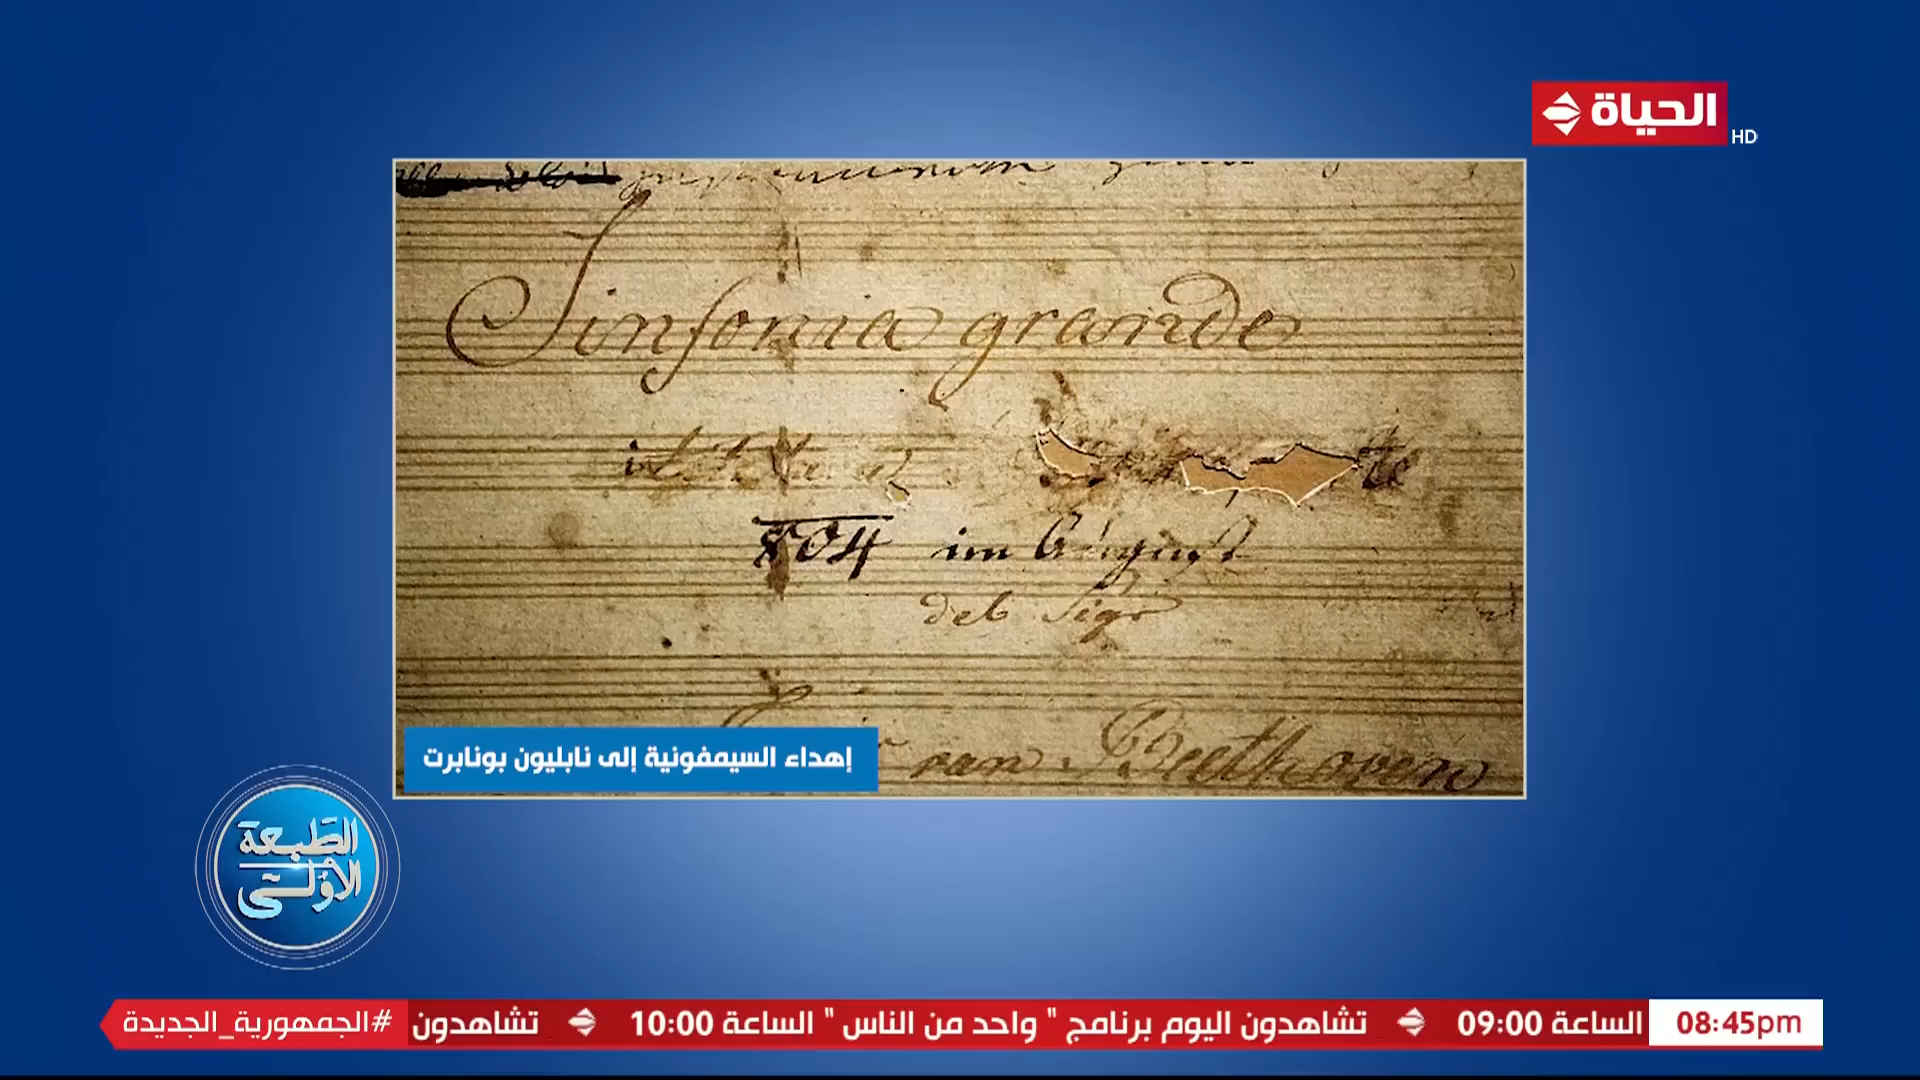 الحياة
HD
Sinfonia grande
804 im August
del Sigr
van Beethoven
إهداء السيمفونية إلى نابليون بونابرت
الطبعة
الأولى
#الجمهورية_الجديدة
الساعة 09:00 تشاهدون اليوم برنامج " واحد من الناس " الساعة 10:00 تشاهدون
08:45pm